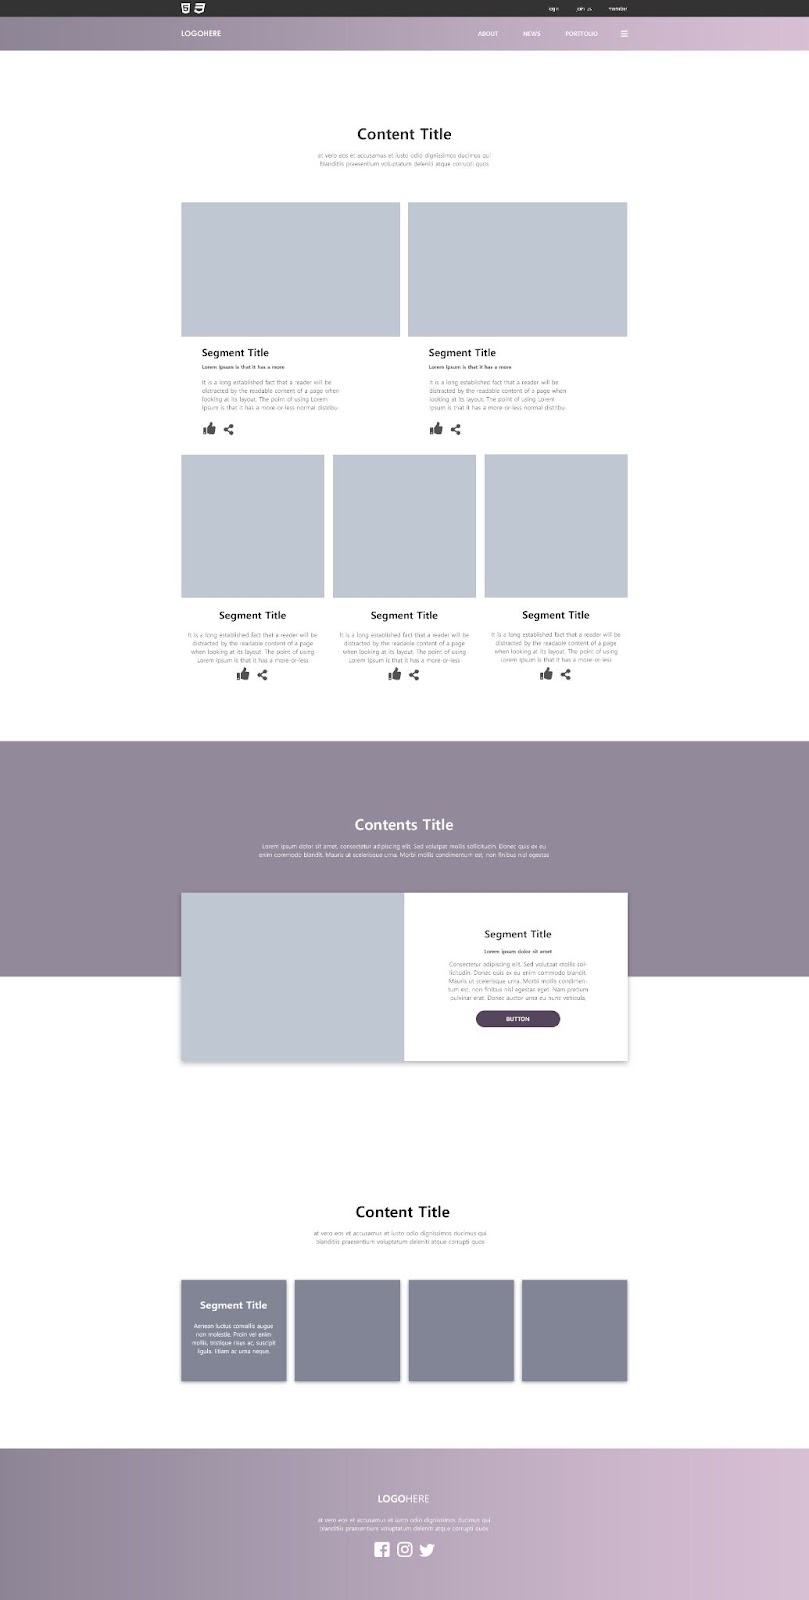 login join us member
LOGOHERE ABOUT NEWS PORTFOLIO
Content Title
at vero eos et accusamus et iusto odio dignissimos ducimus qui
blanditiis praesentium voluptatum deleniti atque corrupti quos
Segment Title
Lorem Ipsum is that it has a more
It is a long established fact that a reader will be
distracted by the readable content of a page when
looking at its layout. The point of using Lorem
Ipsum is that it has a more-or-less normal distribu-
Segment Title
Lorem Ipsum is that it has a more
It is a long established fact that a reader will be
distracted by the readable content of a page when
looking at its layout. The point of using Lorem
Ipsum is that it has a more-or-less normal distribu-
Segment Title
It is a long established fact that a reader will be
distracted by the readable content of a page
when looking at its layout. The point of using
Lorem Ipsum is that it has a more-or-less
Segment Title
It is a long established fact that a reader will be
distracted by the readable content of a page
when looking at its layout. The point of using
Lorem Ipsum is that it has a more-or-less
Segment Title
It is a long established fact that a reader will be
distracted by the readable content of a page
when looking at its layout. The point of using
Lorem Ipsum is that it has a more-or-less
Contents Title
Lorem ipsum dolor sit amet, consectetur adipiscing elit. Sed volutpat mollis sollicitudin. Donec quis ex eu
enim commodo blandit. Mauris ut scelerisque urna. Morbi mollis condimentum est, non finibus nisl egestas
Segment Title
Lorem ipsum dolor sit amet
Consectetur adipiscing elit. Sed volutpat mollis sol-
licitudin. Donec quis ex eu enim commodo blandit.
Mauris ut scelerisque urna. Morbi mollis condimen-
tum est, non finibus nisl egestas eget. Nam pretium
pulvinar erat. Donec auctor urna eu nunc vehicula,
BUTTON
Content Title
at vero eos et accusamus et iusto odio dignissimos ducimus qui
blanditiis praesentium voluptatum deleniti atque corrupti quos
Segment Title
Aenean luctus convallis augue
non molestie. Proin vel enim
mollis, tristique risus ac, suscipit
ligula. Etiam ac urna neque.
LOGOHERE
at vero eos et accusamus et iusto odio dignissimos ducimus qui
blanditiis praesentium voluptatum deleniti atque corrupti quos